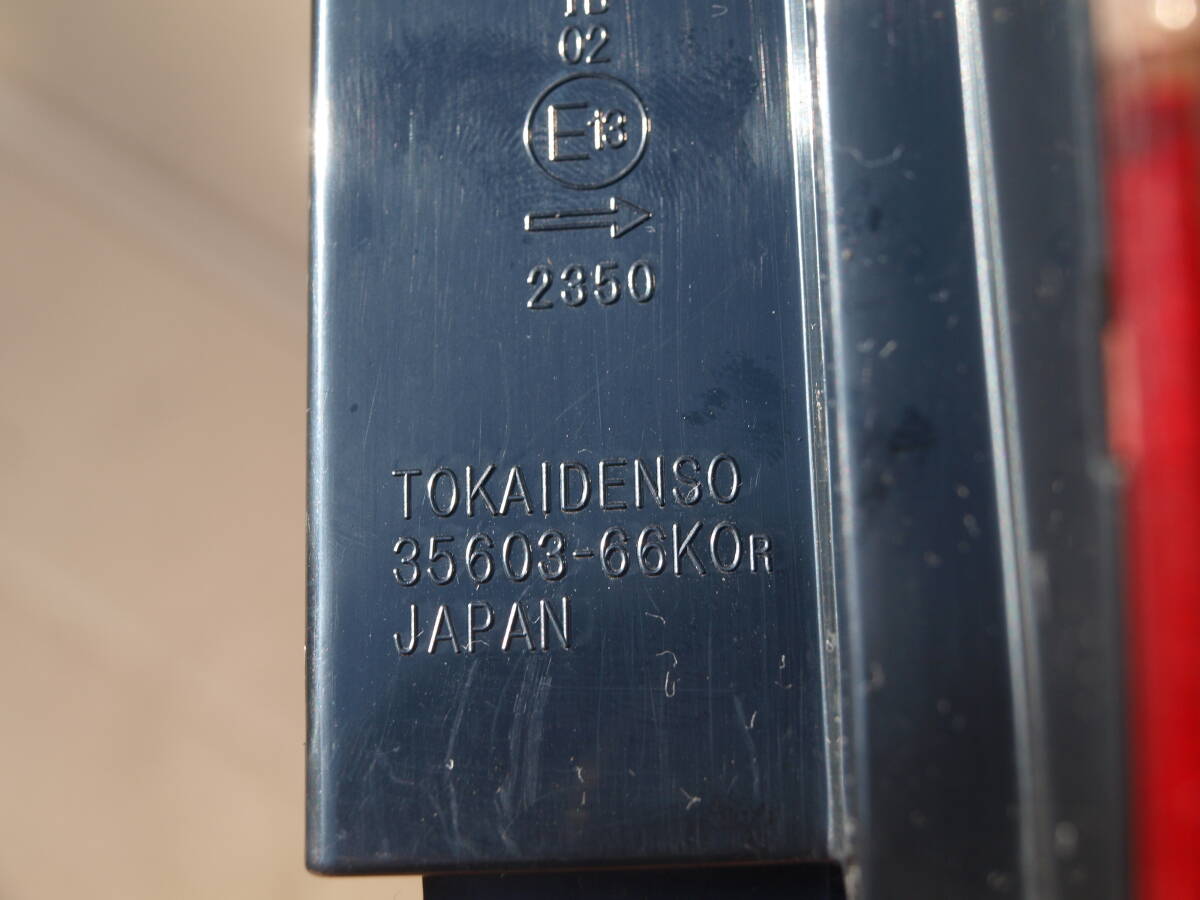 02
E13
2350
TOKAIDENSO
35603-66K0R
JAPAN